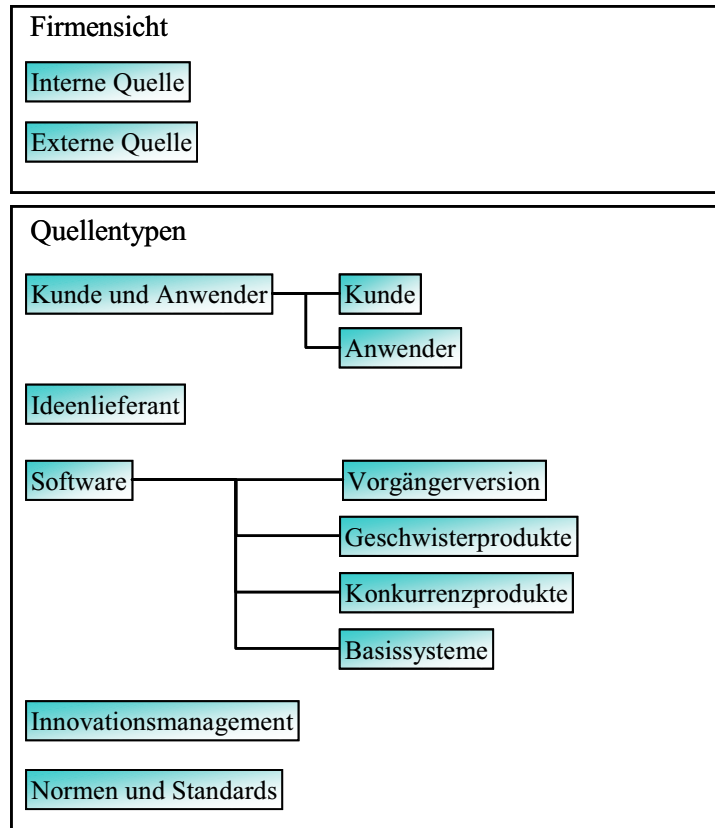 Firmensicht
Interne Quelle
Externe Quelle
Quellentypen
Kunde und Anwender
Kunde
Anwender
Ideenlieferant
Software
Vorgängerversion
Geschwisterprodukte
Konkurrenzprodukte
Basissysteme
Innovationsmanagement
Normen und Standards